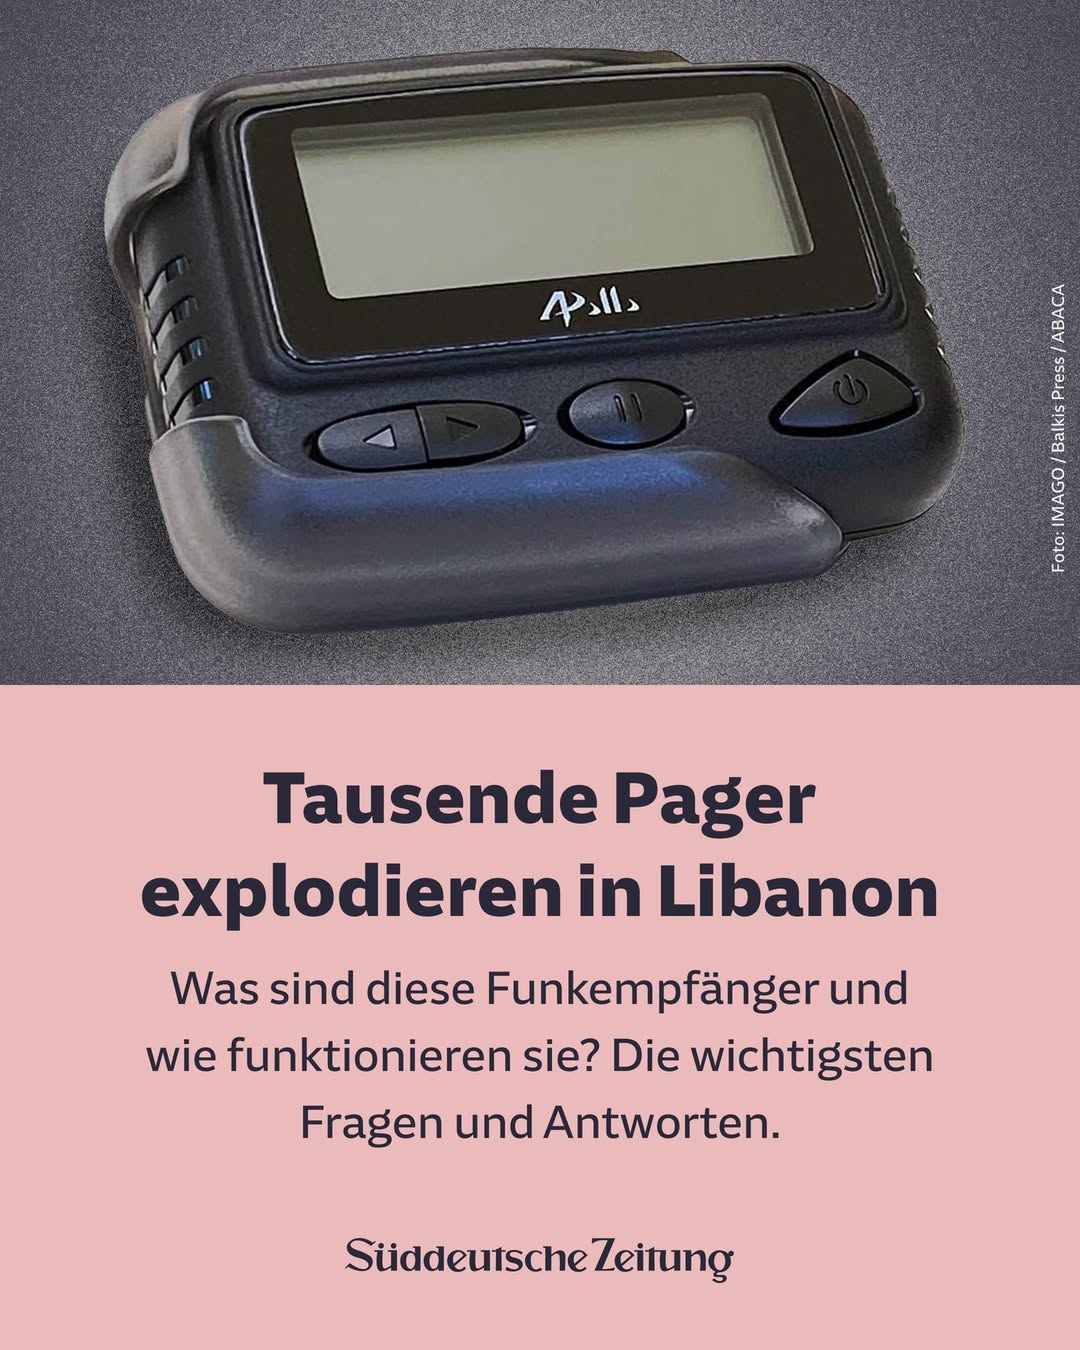 Apollo
Foto: IMAGO / Balkis Press / ABACA
Tausende Pager
explodieren in Libanon
Was sind diese Funkempfänger und
wie funktionieren sie? Die wichtigsten
Fragen und Antworten.
Süddeutsche Zeitung